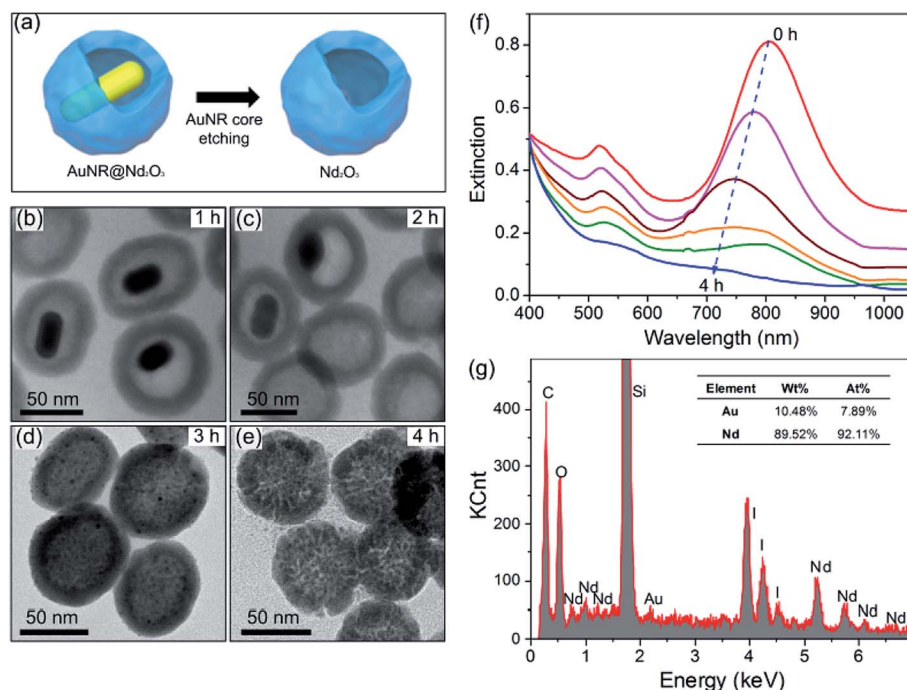 (a)
AuNR core
etching
AuNR@Nd₂O₃
Nd₂O₃
(b) 1 h
50 nm
(c) 2 h
50 nm
(d) 3 h
50 nm
(e) 4 h
50 nm
(f)
0 h
4 h
Extinction
0.8
0.6
0.4
0.2
0.0
400 500 600 700 800 900 1000
Wavelength (nm)
(g)
KCnt
400
300
200
100
0
C
O
Nd
Nd
Nd
Si
Au
I
I
I
Nd
Nd
Nd
Nd
Element Wt% At%
Au 10.48% 7.89%
Nd 89.52% 92.11%
0 1 2 3 4 5 6
Energy (keV)